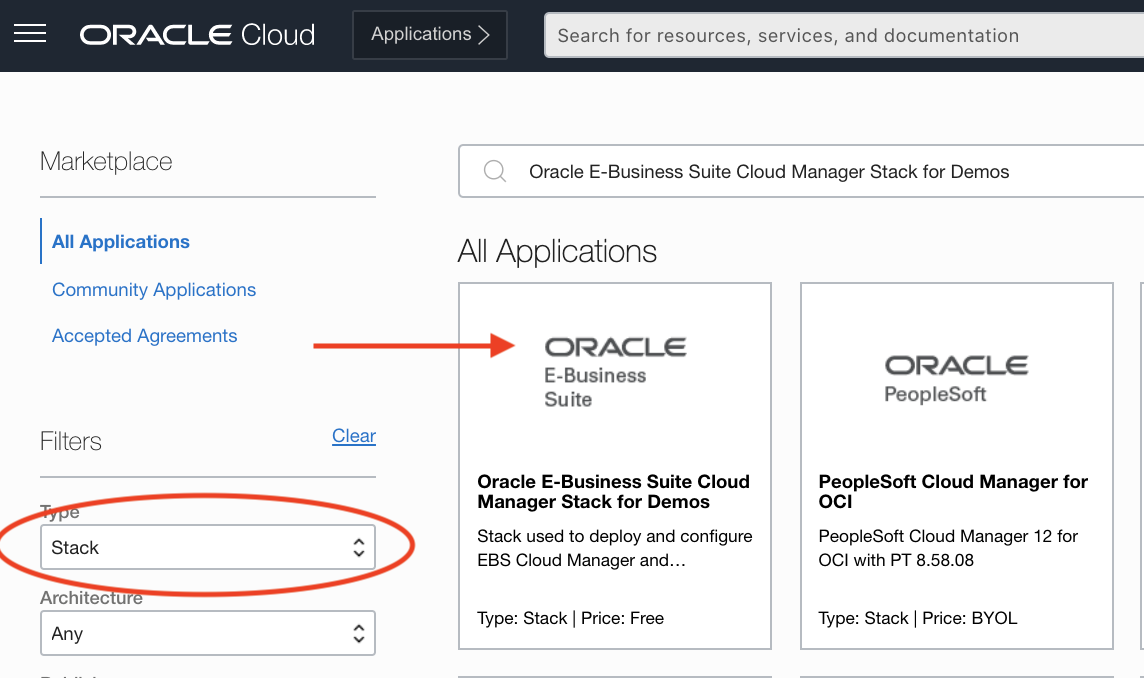 ORACLE Cloud
Applications
Search for resources, services, and documentation
Marketplace
All Applications
Community Applications
Accepted Agreements
Filters
Clear
Type
Stack
Architecture
Any
Oracle E-Business Suite Cloud Manager Stack for Demos
All Applications
ORACLE
E-Business
Suite
Oracle E-Business Suite Cloud
Manager Stack for Demos
Stack used to deploy and configure
EBS Cloud Manager and…
Type: Stack | Price: Free
ORACLE
PeopleSoft
PeopleSoft Cloud Manager for
OCI
PeopleSoft Cloud Manager 12 for
OCI with PT 8.58.08
Type: Stack | Price: BYOL